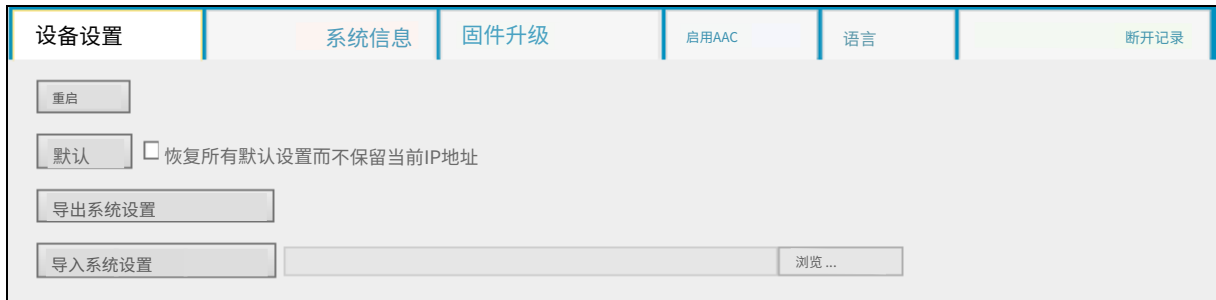 设备设置 系统信息 固件升级 启用AAC 语言 断开记录
重启
默认 恢复所有默认设置而不保留当前IP地址
导出系统设置
导入系统设置 浏览 ...